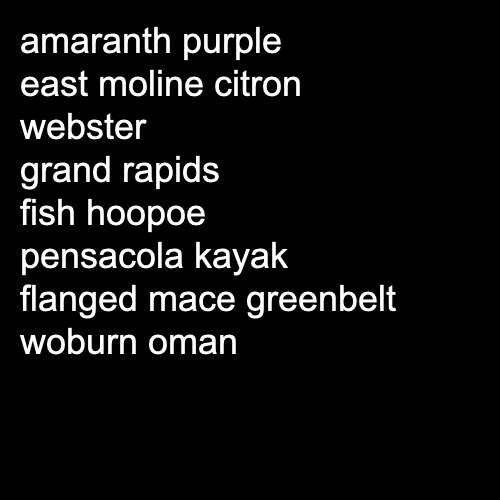 amaranth purple
east moline citron
webster
grand rapids
fish hoopoe
pensacola kayak
flanged mace greenbelt
woburn oman